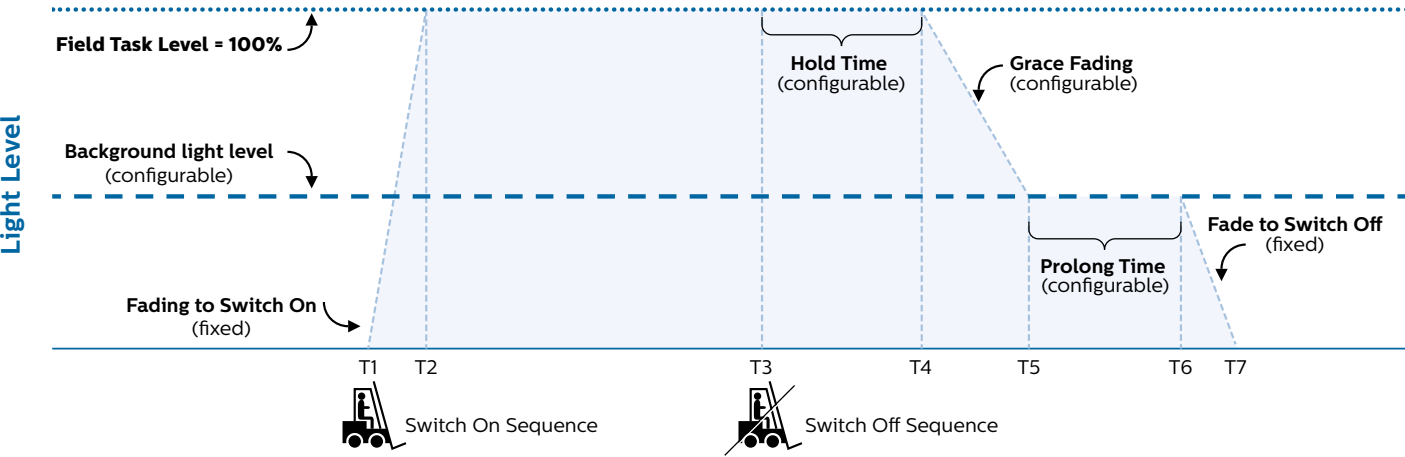 Field Task Level = 100%
Hold Time
(configurable)
Grace Fading
(configurable)
Background light level
(configurable)
Light Level
Fade to Switch Off
(fixed)
Prolong Time
(configurable)
Fading to Switch On
(fixed)
T1 T2 T3 T4 T5 T6 T7
Switch On Sequence
Switch Off Sequence